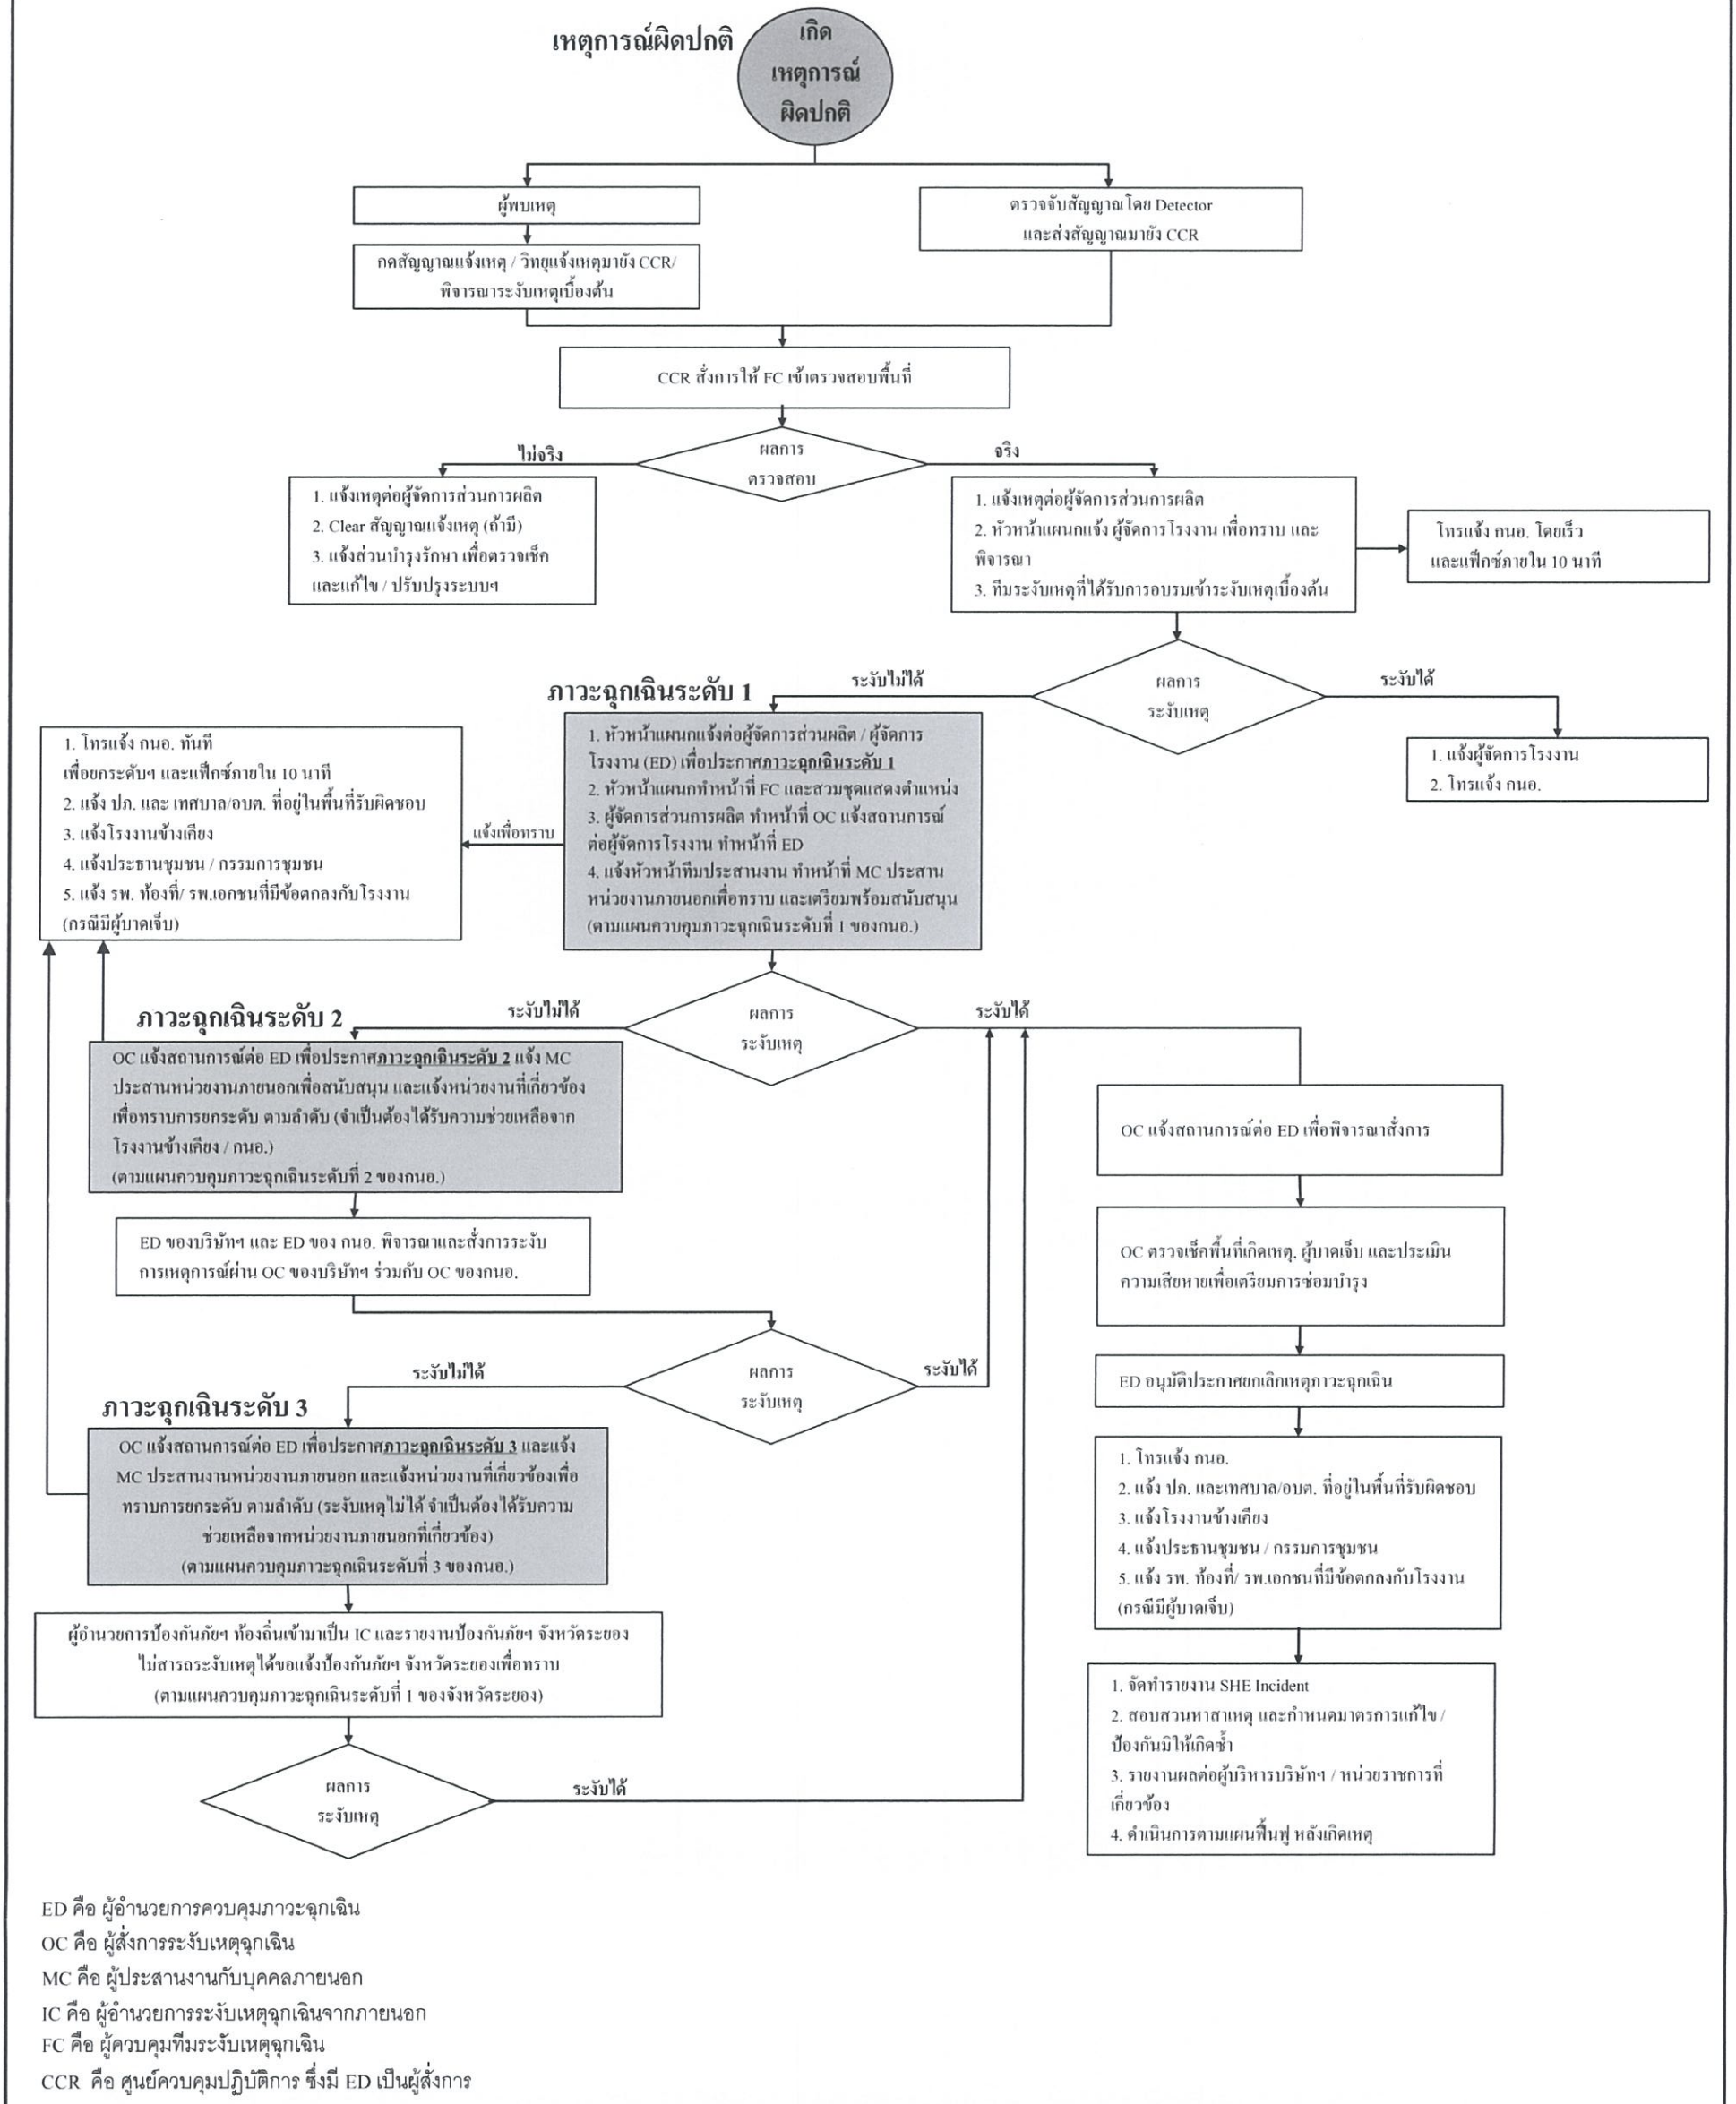 เหตุการณ์ผิดปกติ
เกิด
เหตุการณ์
ผิดปกติ
ผู้พบเหตุ
ตรวจจับสัญญาณโดย Detector
และส่งสัญญาณมายัง CCR
กดสัญญาณแจ้งเหตุ / วิทยุแจ้งเหตุมายัง CCR/
พิจารณาระงับเหตุเบื้องต้น
CCR สั่งการให้ FC เข้าตรวจสอบพื้นที่
ผลการ
ตรวจสอบ
ไม่จริง
จริง
1. แจ้งเหตุต่อผู้จัดการส่วนการผลิต
2. Clear สัญญาณแจ้งเหตุ (ถ้ามี)
3. แจ้งส่วนบำรุงรักษา เพื่อตรวจเช็ค
และแก้ไข / ปรับปรุงระบบฯ
1. แจ้งเหตุต่อผู้จัดการส่วนการผลิต
2. หัวหน้าแผนกแจ้ง ผู้จัดการโรงงาน เพื่อทราบ และ
พิจารณา
3. ทีมระงับเหตุที่ได้รับการอบรมเข้าระงับเหตุเบื้องต้น
โทรแจ้ง กนอ. โดยเร็ว
และแฟ็กซ์ภายใน 10 นาที
ผลการ
ระงับเหตุ
ระงับไม่ได้
ระงับได้
1. แจ้งผู้จัดการโรงงาน
2. โทรแจ้ง กนอ.
ภาวะฉุกเฉินระดับ 1
1. หัวหน้าแผนกแจ้งต่อผู้จัดการส่วนผลิต / ผู้จัดการ
โรงงาน (ED) เพื่อประกาศภาวะฉุกเฉินระดับ 1
2. หัวหน้าแผนกทำหน้าที่ FC และสวมชุดแสดงตำแหน่ง
3. ผู้จัดการส่วนการผลิต ทำหน้าที่ OC แจ้งสถานการณ์
ต่อผู้จัดการโรงงาน ทำหน้าที่ ED
4. แจ้งหัวหน้าทีมประสานงาน ทำหน้าที่ MC ประสาน
หน่วยงานภายนอกเพื่อทราบ และเตรียมพร้อมสนับสนุน
(ตามแผนควบคุมภาวะฉุกเฉินระดับที่ 1 ของกนอ.)
แจ้งเพื่อทราบ
1. โทรแจ้ง กนอ. ทันที
เพื่อยกระดับฯ และแฟ็กซ์ภายใน 10 นาที
2. แจ้ง ปภ. และ เทศบาล/อบต. ที่อยู่ในพื้นที่รับผิดชอบ
3. แจ้งโรงงานข้างเคียง
4. แจ้งประธานชุมชน / กรรมการชุมชน
5. แจ้ง รพ. ท้องที่/ รพ.เอกชนที่มีข้อตกลงกับโรงงาน
(กรณีมีผู้บาดเจ็บ)
ผลการ
ระงับเหตุ
ระงับไม่ได้
ระงับได้
ภาวะฉุกเฉินระดับ 2
OC แจ้งสถานการณ์ต่อ ED เพื่อประกาศภาวะฉุกเฉินระดับ 2 แจ้ง MC
ประสานหน่วยงานภายนอกเพื่อสนับสนุน และแจ้งหน่วยงานที่เกี่ยวข้อง
เพื่อทราบการยกระดับ ตามลำดับ (จำเป็นต้องได้รับความช่วยเหลือจาก
โรงงานข้างเคียง / กนอ.)
(ตามแผนควบคุมภาวะฉุกเฉินระดับที่ 2 ของกนอ.)
ED ของบริษัทฯ และ ED ของ กนอ. พิจารณาและสั่งการระงับ
การเหตุการณ์ผ่าน OC ของบริษัทฯ ร่วมกับ OC ของกนอ.
ผลการ
ระงับเหตุ
ระงับไม่ได้
ระงับได้
ภาวะฉุกเฉินระดับ 3
OC แจ้งสถานการณ์ต่อ ED เพื่อประกาศภาวะฉุกเฉินระดับ 3 และแจ้ง
MC ประสานงานหน่วยงานภายนอก และแจ้งหน่วยงานที่เกี่ยวข้องเพื่อ
ทราบการยกระดับ ตามลำดับ (ระงับเหตุไม่ได้ จำเป็นต้องได้รับความ
ช่วยเหลือจากหน่วยงานภายนอกที่เกี่ยวข้อง)
(ตามแผนควบคุมภาวะฉุกเฉินระดับที่ 3 ของกนอ.)
ผู้อำนวยการป้องกันภัยฯ ท้องถิ่นเข้ามาเป็น IC และรายงานป้องกันภัยฯ จังหวัดระยอง
ไม่สารถระงับเหตุได้ขอแจ้งป้องกันภัยฯ จังหวัดระยองเพื่อทราบ
(ตามแผนควบคุมภาวะฉุกเฉินระดับที่ 1 ของจังหวัดระยอง)
ผลการ
ระงับเหตุ
ระงับได้
OC แจ้งสถานการณ์ต่อ ED เพื่อพิจารณาสั่งการ
OC ตรวจเช็คพื้นที่เกิดเหตุ, ผู้บาดเจ็บ และประเมิน
ความเสียหายเพื่อเตรียมการซ่อมบำรุง
ED อนุมัติประกาศยกเลิกเหตุภาวะฉุกเฉิน
1. โทรแจ้ง กนอ.
2. แจ้ง ปภ. และเทศบาล/อบต. ที่อยู่ในพื้นที่รับผิดชอบ
3. แจ้งโรงงานข้างเคียง
4. แจ้งประธานชุมชน / กรรมการชุมชน
5. แจ้ง รพ. ท้องที่/ รพ.เอกชนที่มีข้อตกลงกับโรงงาน
(กรณีมีผู้บาดเจ็บ)
1. จัดทำรายงาน SHE Incident
2. สอบสวนหาสาเหตุ และกำหนดมาตรการแก้ไข /
ป้องกันมิให้เกิดซ้ำ
3. รายงานผลต่อผู้บริหารบริษัทฯ / หน่วยราชการที่
เกี่ยวข้อง
4. ดำเนินการตามแผนฟื้นฟู หลังเกิดเหตุ
ED คือ ผู้อำนวยการควบคุมภาวะฉุกเฉิน
OC คือ ผู้สั่งการระงับเหตุฉุกเฉิน
MC คือ ผู้ประสานงานกับบุคคลภายนอก
IC คือ ผู้อำนวยการระงับเหตุฉุกเฉินจากภายนอก
FC คือ ผู้ควบคุมทีมระงับเหตุฉุกเฉิน
CCR คือ ศูนย์ควบคุมปฏิบัติการ ซึ่งมี ED เป็นผู้สั่งการ